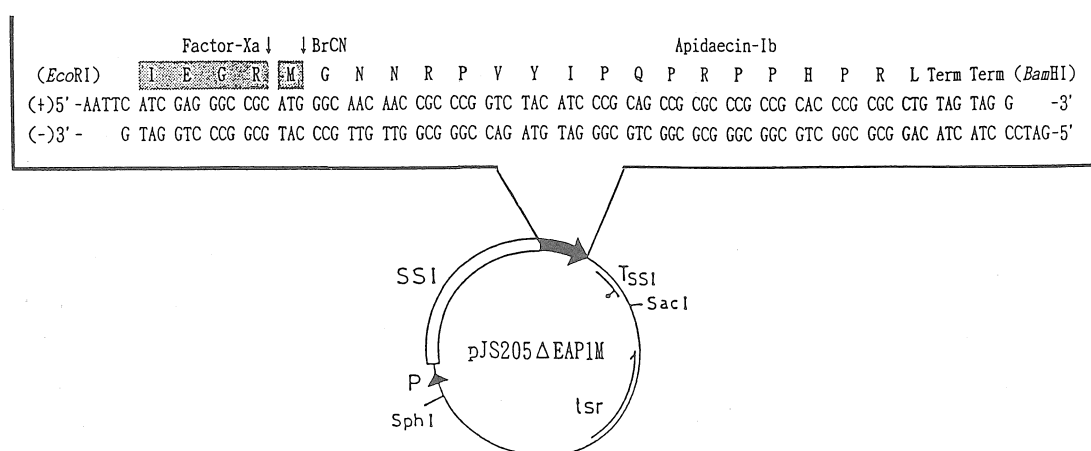 Factor-Xa ↓ ↓BrCN Apidaecin-Ib
(EcoRI) I E G R M G N N R P V Y I P Q P R P P H P R L Term Term (BamHI)
(+)5'-AATTC ATC GAG GGC CGC ATG GGC AAC AAC CGC CCG GTC TAC ATC CCG CAG CCG CGC CCG CCG CAC CCG CGC CTG TAG TAG G -3'
(-)3'- G TAG GTC CCG GCG TAC CCG TTG TTG GCG GGC CAG ATG TAG GGC GTC GGC GCG GGC GGC GTC GGC GCG GAC ATC ATC CCTAG-5'
SSI
TSSI
SacI
pJS205ΔEAP1M
P
SphI
tsr